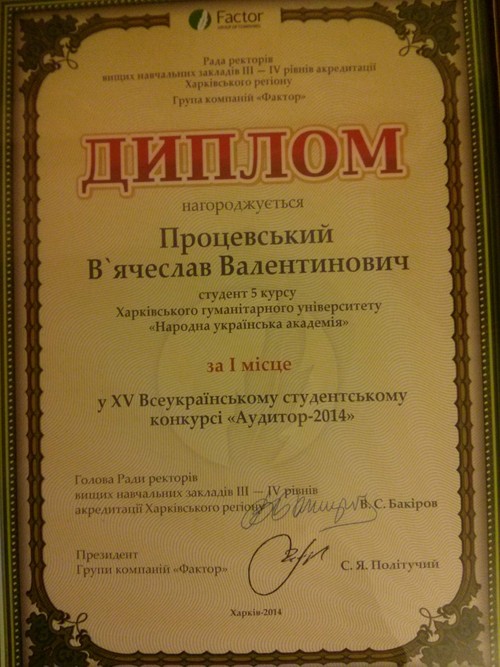 Factor
GROUP OF COMPANIES
Рада ректорів
вищих навчальних закладів III — IV рівнів акредитації
Харківського регіону
Група компаній «Фактор»
ДИПЛОМ
нагороджується
Процевський
В`ячеслав Валентинович
студент 5 курсу
Харківського гуманітарного університету
«Народна українська академія»
за I місце
у XV Всеукраїнському студентському
конкурсі «Аудитор-2014»
Голова Ради ректорів
вищих навчальних закладів III — IV рівнів
акредитації Харківського регіону В. С. Бакіров
Президент
Групи компаній «Фактор» С. Я. Політучий
Харків-2014